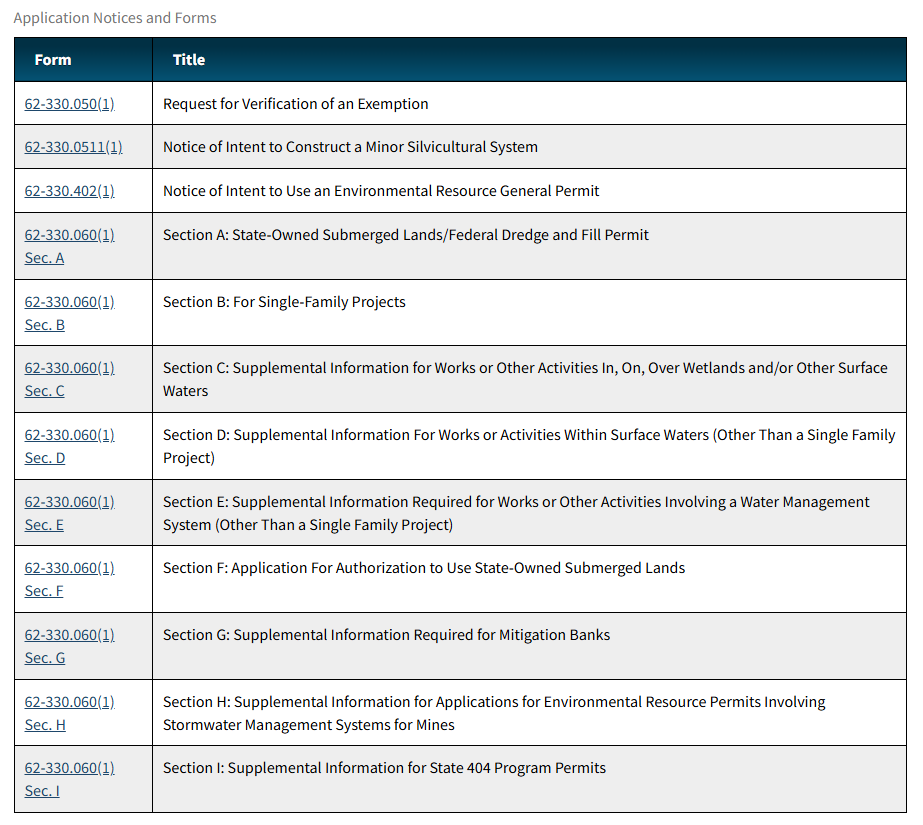 Application Notices and Forms
Form Title
62-330.050(1) Request for Verification of an Exemption
62-330.0511(1) Notice of Intent to Construct a Minor Silvicultural System
62-330.402(1) Notice of Intent to Use an Environmental Resource General Permit
62-330.060(1) Section A: State-Owned Submerged Lands/Federal Dredge and Fill Permit
Sec. A
62-330.060(1) Section B: For Single-Family Projects
Sec. B
62-330.060(1) Section C: Supplemental Information for Works or Other Activities In, On, Over Wetlands and/or Other Surface
Sec. C Waters
62-330.060(1) Section D: Supplemental Information For Works or Activities Within Surface Waters (Other Than a Single Family
Sec. D Project)
62-330.060(1) Section E: Supplemental Information Required for Works or Other Activities Involving a Water Management
Sec. E System (Other Than a Single Family Project)
62-330.060(1) Section F: Application For Authorization to Use State-Owned Submerged Lands
Sec. F
62-330.060(1) Section G: Supplemental Information Required for Mitigation Banks
Sec. G
62-330.060(1) Section H: Supplemental Information for Applications for Environmental Resource Permits Involving
Sec. H Stormwater Management Systems for Mines
62-330.060(1) Section I: Supplemental Information for State 404 Program Permits
Sec. I